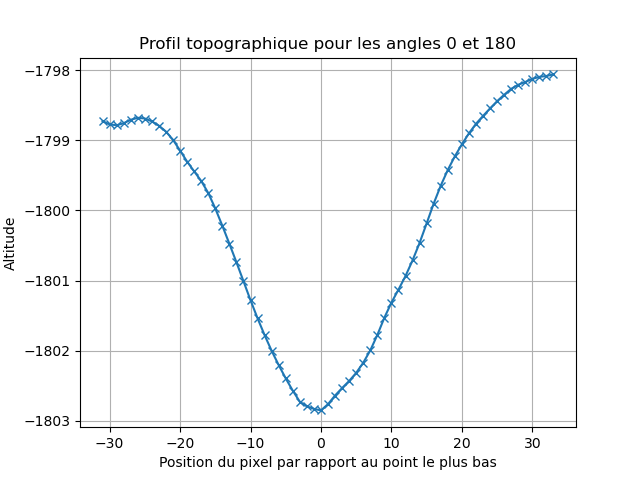 Profil topographique pour les angles 0 et 180
−1798
−1799
−1800
−1801
−1802
−1803
Altitude
−30 −20 −10 0 10 20 30
Position du pixel par rapport au point le plus bas